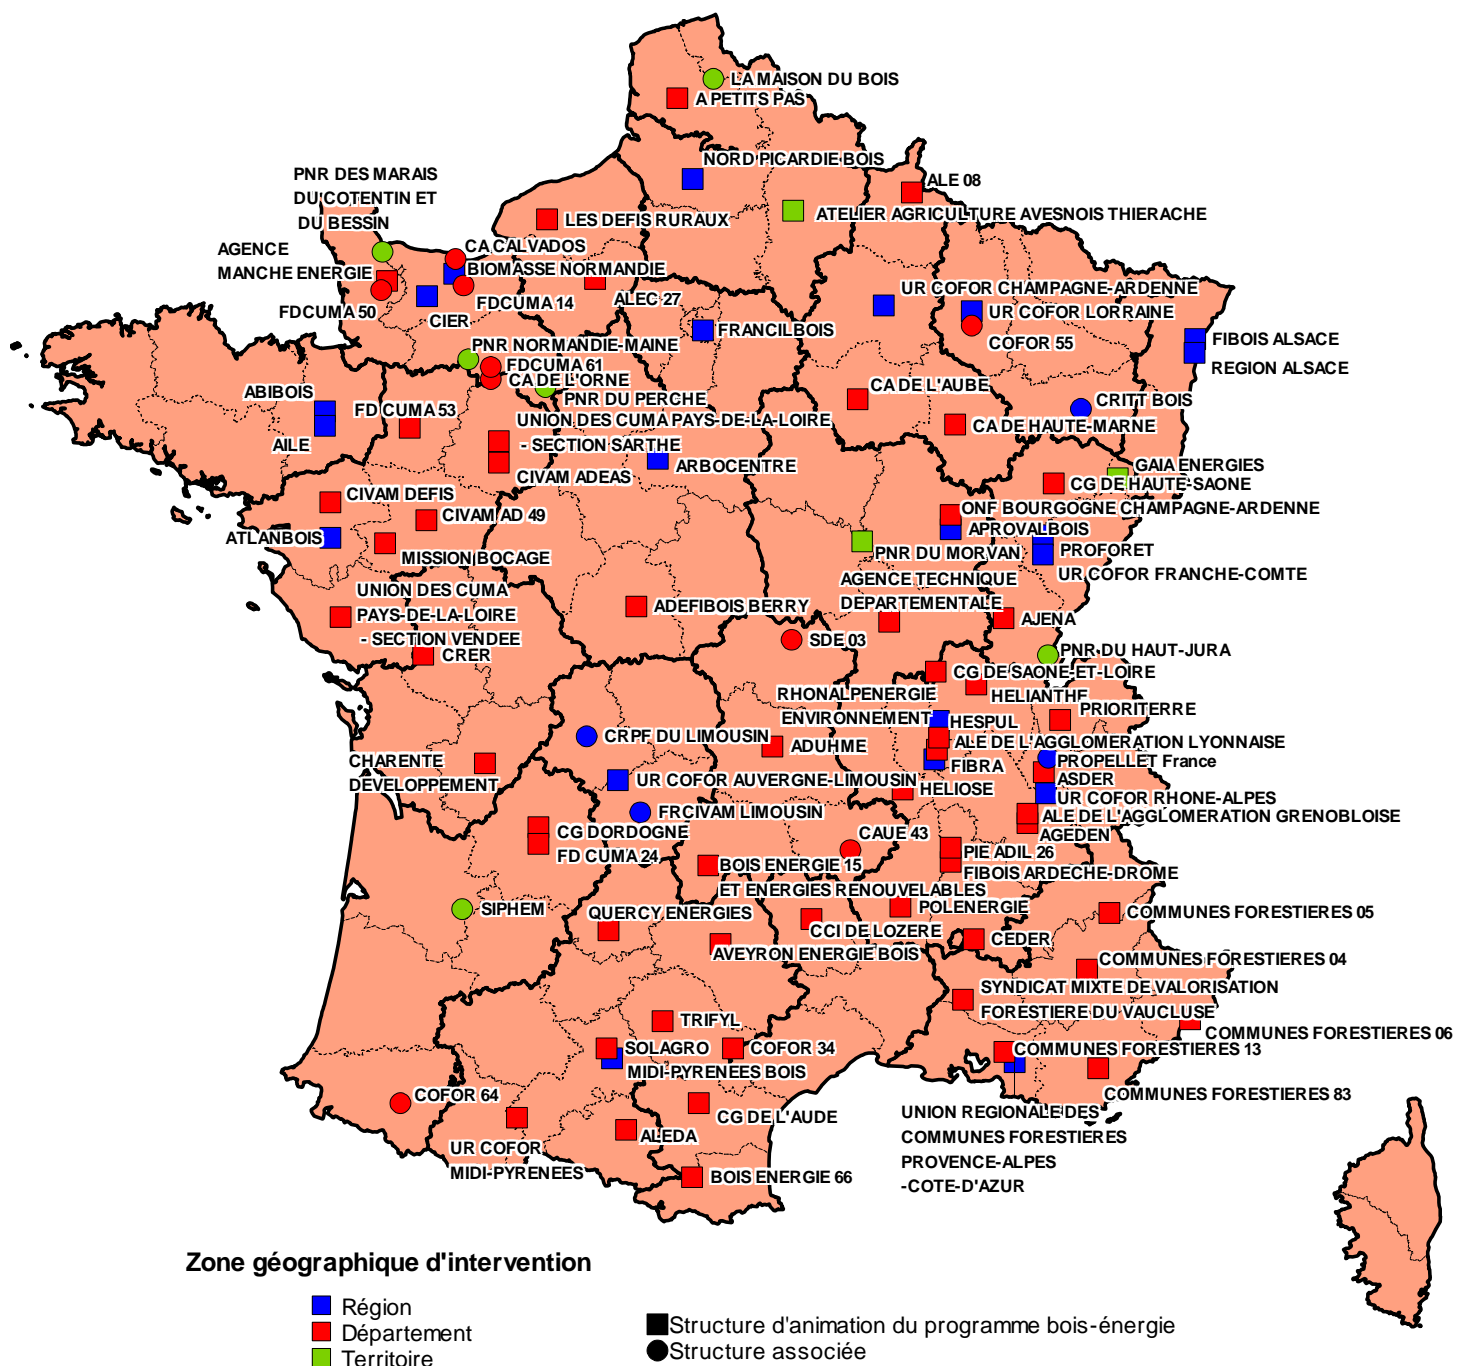 LA MAISON DU BOIS
A PETITS PAS
NORD PICARDIE BOIS
PNR DES MARAIS
DU COTENTIN ET
DU BESSIN
ALE 08
LES DEFIS RURAUX
ATELIER AGRICULTURE AVESNOIS THIERACHE
AGENCE
MANCHE ENERGIE
CA CALVADOS
BIOMASSE NORMANDIE
FDCUMA 50
CIER
FDCUMA 14
ALEC 27
UR COFOR CHAMPAGNE-ARDENNE
UR COFOR LORRAINE
COFOR 55
FRANCILBOIS
FIBOIS ALSACE
REGION ALSACE
PNR NORMANDIE-MAINE
FDCUMA 61
CA DE L'ORNE
PNR DU PERCHE
ABIBOIS
AILE
FD CUMA 53
UNION DES CUMA PAYS-DE-LA-LOIRE
- SECTION SARTHE
CIVAM ADEAS
ARBOCENTRE
CA DE L'AUBE
CA DE HAUTE-MARNE
CRITT BOIS
GAIA ENERGIES
CG DE HAUTE-SAONE
CIVAM DEFIS
CIVAM AD 49
ATLANBOIS
MISSION BOCAGE
ONF BOURGOGNE CHAMPAGNE-ARDENNE
APROVALBOIS
PROFORET
UR COFOR FRANCHE-COMTE
PNR DU MORVAN
AGENCE TECHNIQUE
DEPARTEMENTALE
UNION DES CUMA
PAYS-DE-LA-LOIRE
- SECTION VENDEE
CRER
ADEFIBOIS BERRY
AJENA
SDE 03
PNR DU HAUT-JURA
CG DE SAONE-ET-LOIRE
HELIANTHE
RHONALPENERGIE
ENVIRONNEMENT
HESPUL
PRIORITERRE
CRPF DU LIMOUSIN
ADUHME
ALE DE L'AGGLOMERATION LYONNAISE
FIBRA
PROPELLET France
ASDER
CHARENTE
DEVELOPPEMENT
UR COFOR AUVERGNE-LIMOUSIN
HELIOSE
UR COFOR RHONE-ALPES
FRCIVAM LIMOUSIN
ALE DE L'AGGLOMERATION GRENOBLOISE
AGEDEN
CG DORDOGNE
FD CUMA 24
CAUE 43
PIE ADIL 26
FIBOIS ARDECHE-DROME
BOIS ENERGIE 15
ET ENERGIES RENOUVELABLES
SIPHEM
QUERCY ENERGIES
POLENERGIE
COMMUNES FORESTIERES 05
CCI DE LOZERE
CEDER
AVEYRON ENERGIE BOIS
COMMUNES FORESTIERES 04
SYNDICAT MIXTE DE VALORISATION
FORESTIERE DU VAUCLUSE
TRIFYL
COMMUNES FORESTIERES 06
SOLAGRO
COFOR 34
COMMUNES FORESTIERES 13
MIDI-PYRENEES BOIS
COFOR 64
COMMUNES FORESTIERES 83
CG DE L'AUDE
UNION REGIONALE DES
COMMUNES FORESTIERES
PROVENCE-ALPES
-COTE-D'AZUR
ALEDA
UR COFOR
MIDI-PYRENEES
BOIS ENERGIE 66
Zone géographique d'intervention
Région
Département
Territoire
Structure d'animation du programme bois-énergie
Structure associée